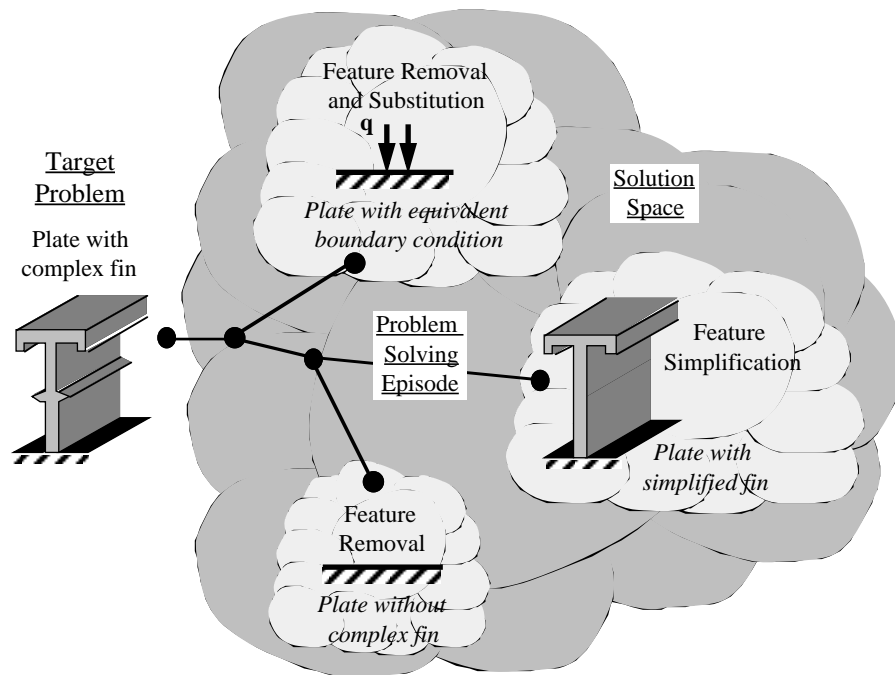 Target
Problem
Plate with
complex fin
Feature Removal
and Substitution
q
Plate with equivalent
boundary condition
Solution
Space
Problem
Solving
Episode
Feature
Simplification
Plate with
simplified fin
Feature
Removal
Plate without
complex fin